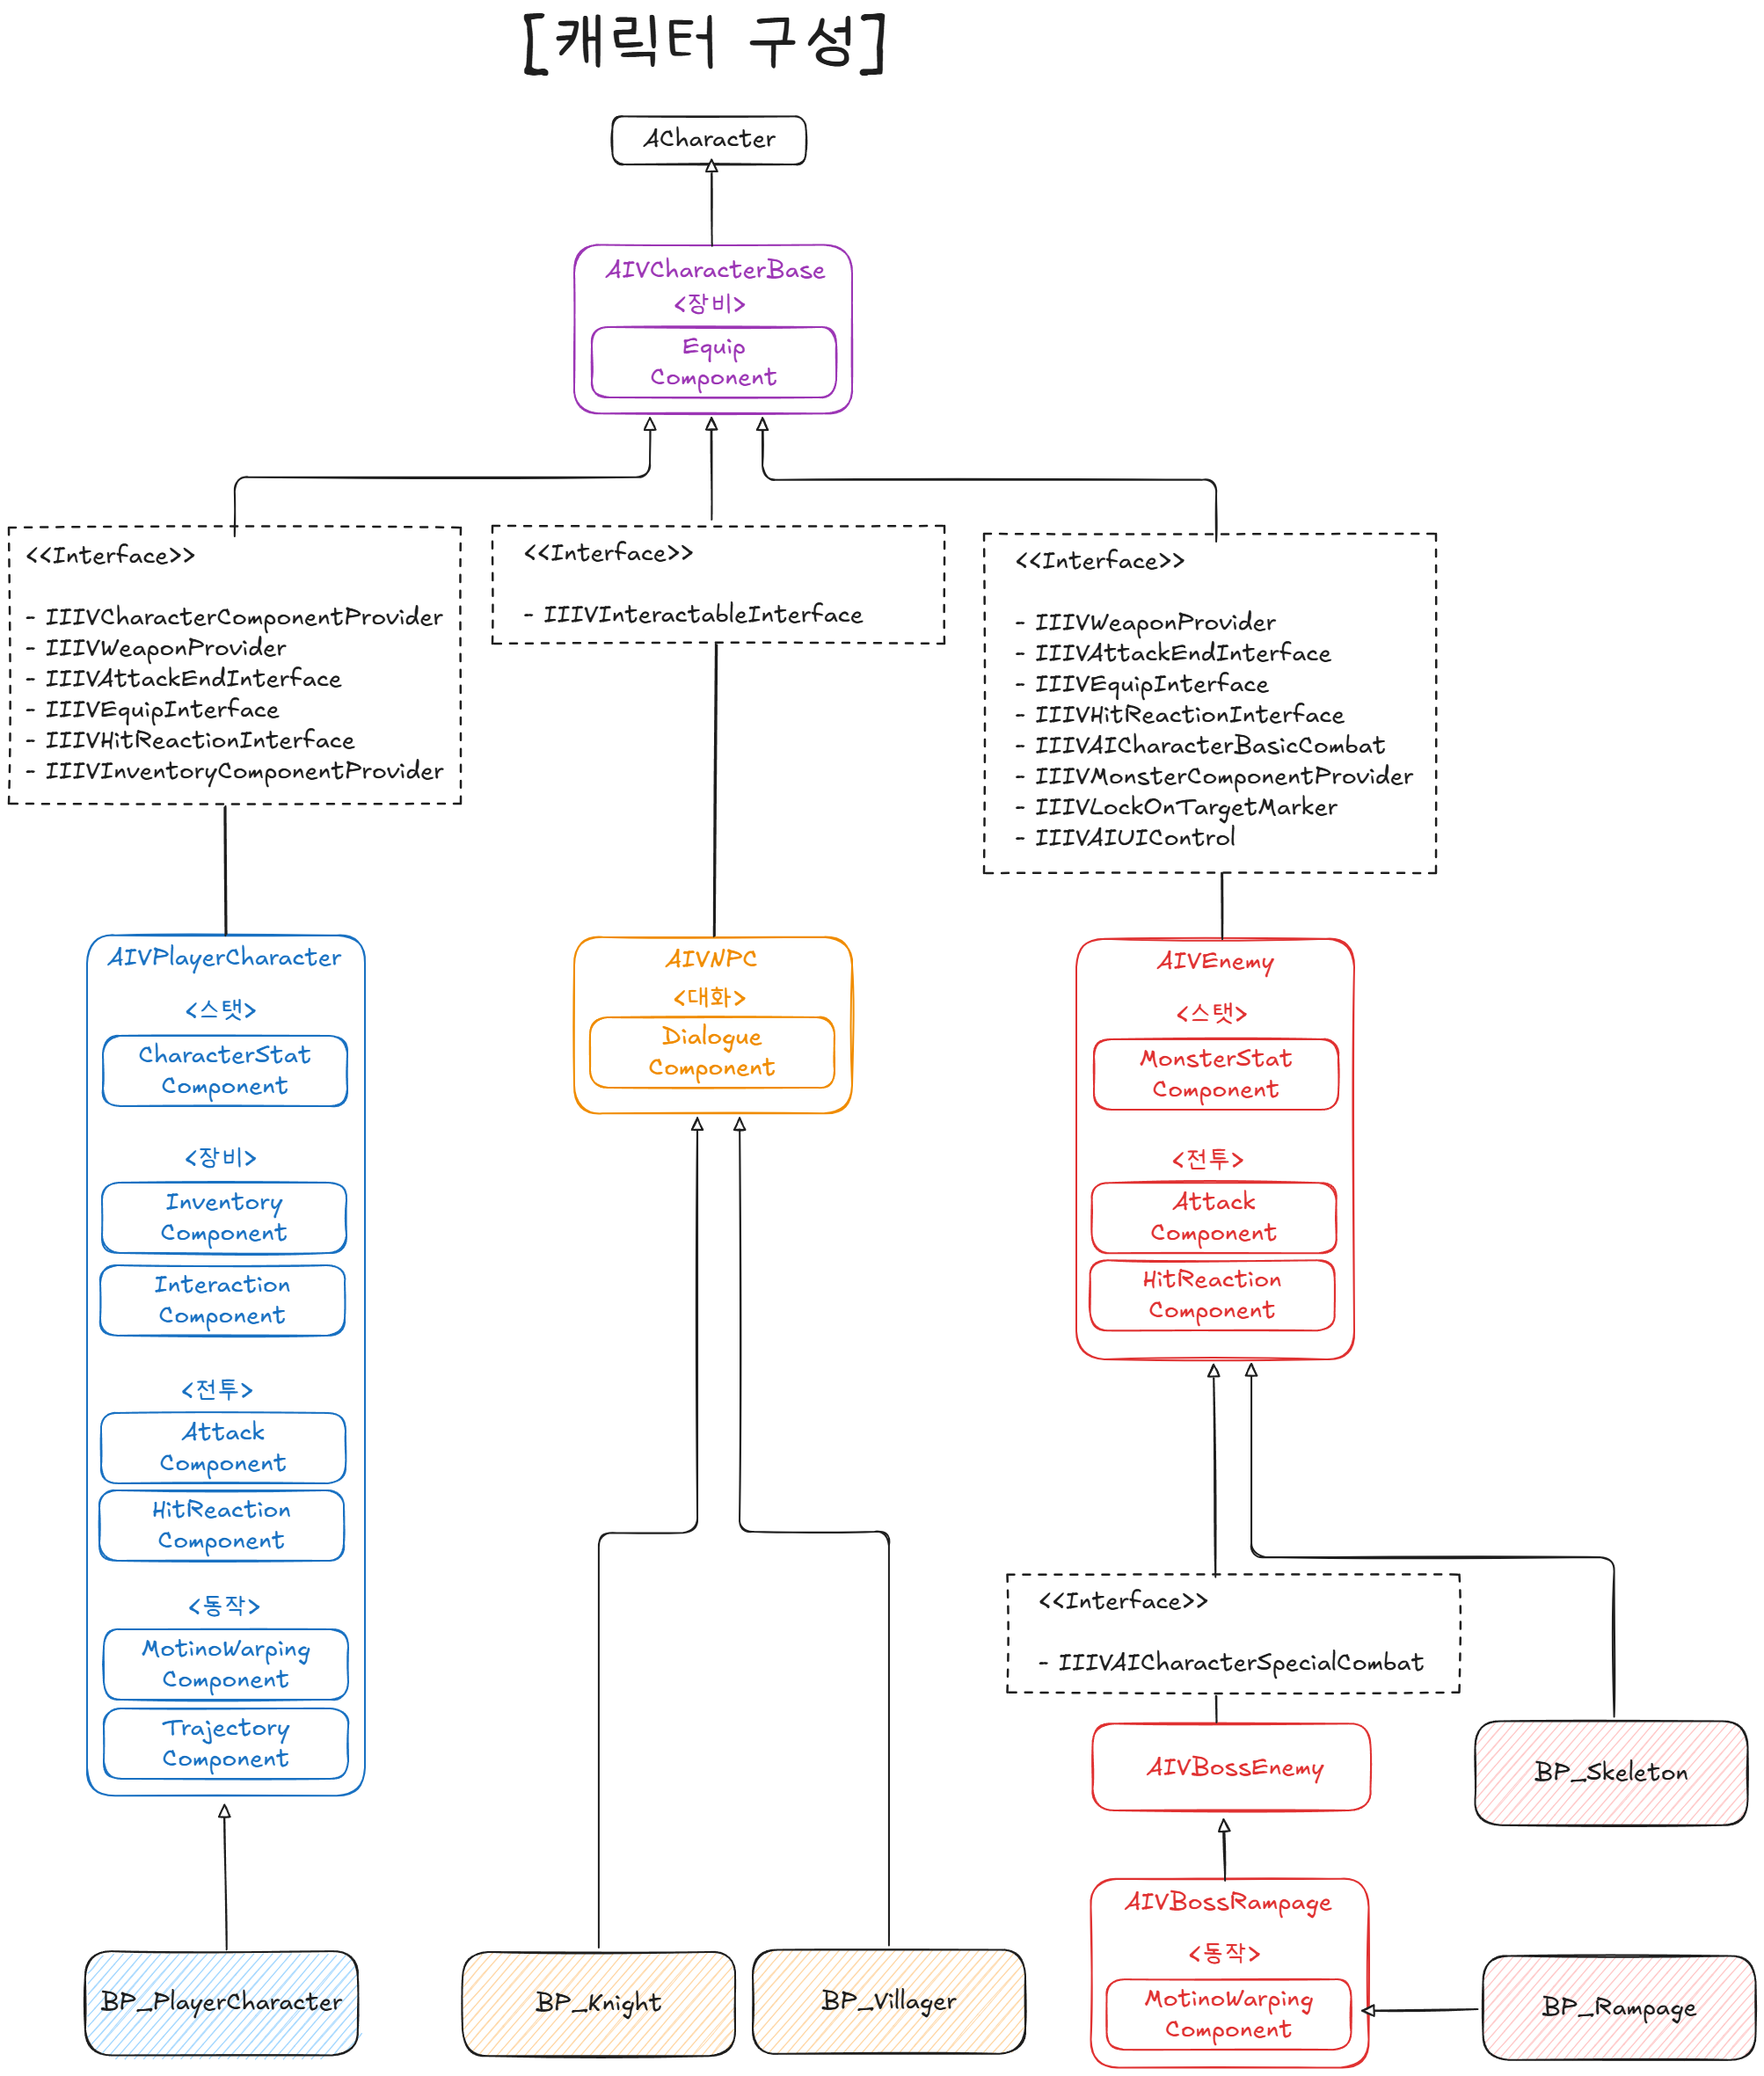 [캐릭터 구성]
ACharacter
AIVCharacterBase
<장비>
Equip
Component
<<Interface>>
- IIIVCharacterComponentProvider
- IIIVWeaponProvider
- IIIVAttackEndInterface
- IIIVEquipInterface
- IIIVHitReactionInterface
- IIIVInventoryComponentProvider
<<Interface>>
- IIIVInteractableInterface
<<Interface>>
- IIIVWeaponProvider
- IIIVAttackEndInterface
- IIIVEquipInterface
- IIIVHitReactionInterface
- IIIVAICharacterBasicCombat
- IIIVMonsterComponentProvider
- IIIVLockOnTargetMarker
- IIIVAIUIControl
AIVPlayerCharacter
<스탯>
CharacterStat
Component
<장비>
Inventory
Component
Interaction
Component
<전투>
Attack
Component
HitReaction
Component
<동작>
MotinoWarping
Component
Trajectory
Component
AIVNPC
<대화>
Dialogue
Component
AIVEnemy
<스탯>
MonsterStat
Component
<전투>
Attack
Component
HitReaction
Component
<<Interface>>
- IIIVAICharacterSpecialCombat
AIVBossEnemy
BP_Skeleton
AIVBossRampage
<동작>
MotinoWarping
Component
BP_PlayerCharacter
BP_Knight
BP_Villager
BP_Rampage